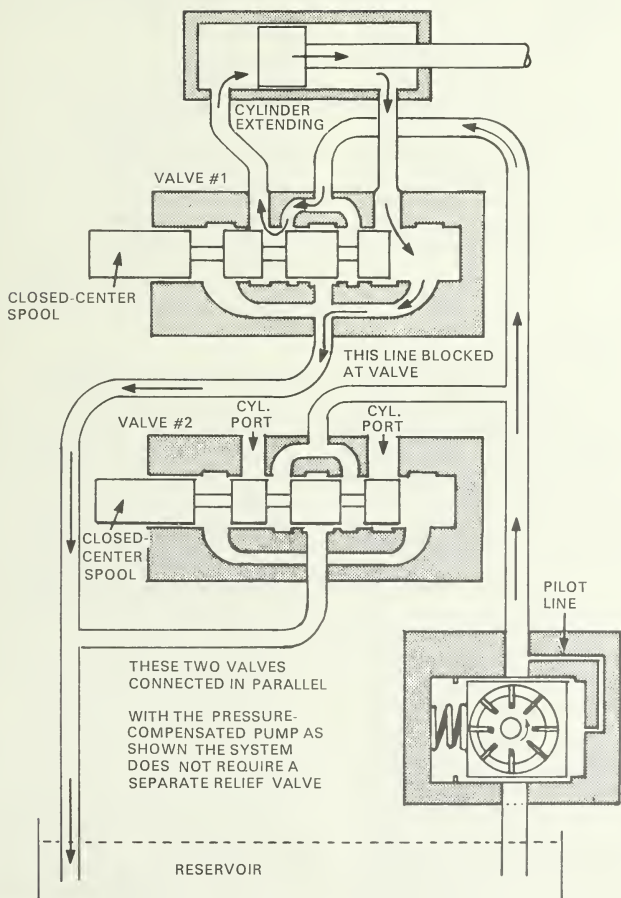 CYLINDER
EXTENDING
VALVE #1
CLOSED-CENTER
SPOOL
THIS LINE BLOCKED
AT VALVE
CYL.
PORT
CYL.
PORT
VALVE #2
CLOSED-
CENTER
SPOOL
PILOT
LINE
THESE TWO VALVES
CONNECTED IN PARALLEL
WITH THE PRESSURE-
COMPENSATED PUMP AS
SHOWN THE SYSTEM
DOES NOT REQUIRE A
SEPARATE RELIEF VALVE
RESERVOIR